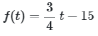 f(t) = 3/4 t − 15